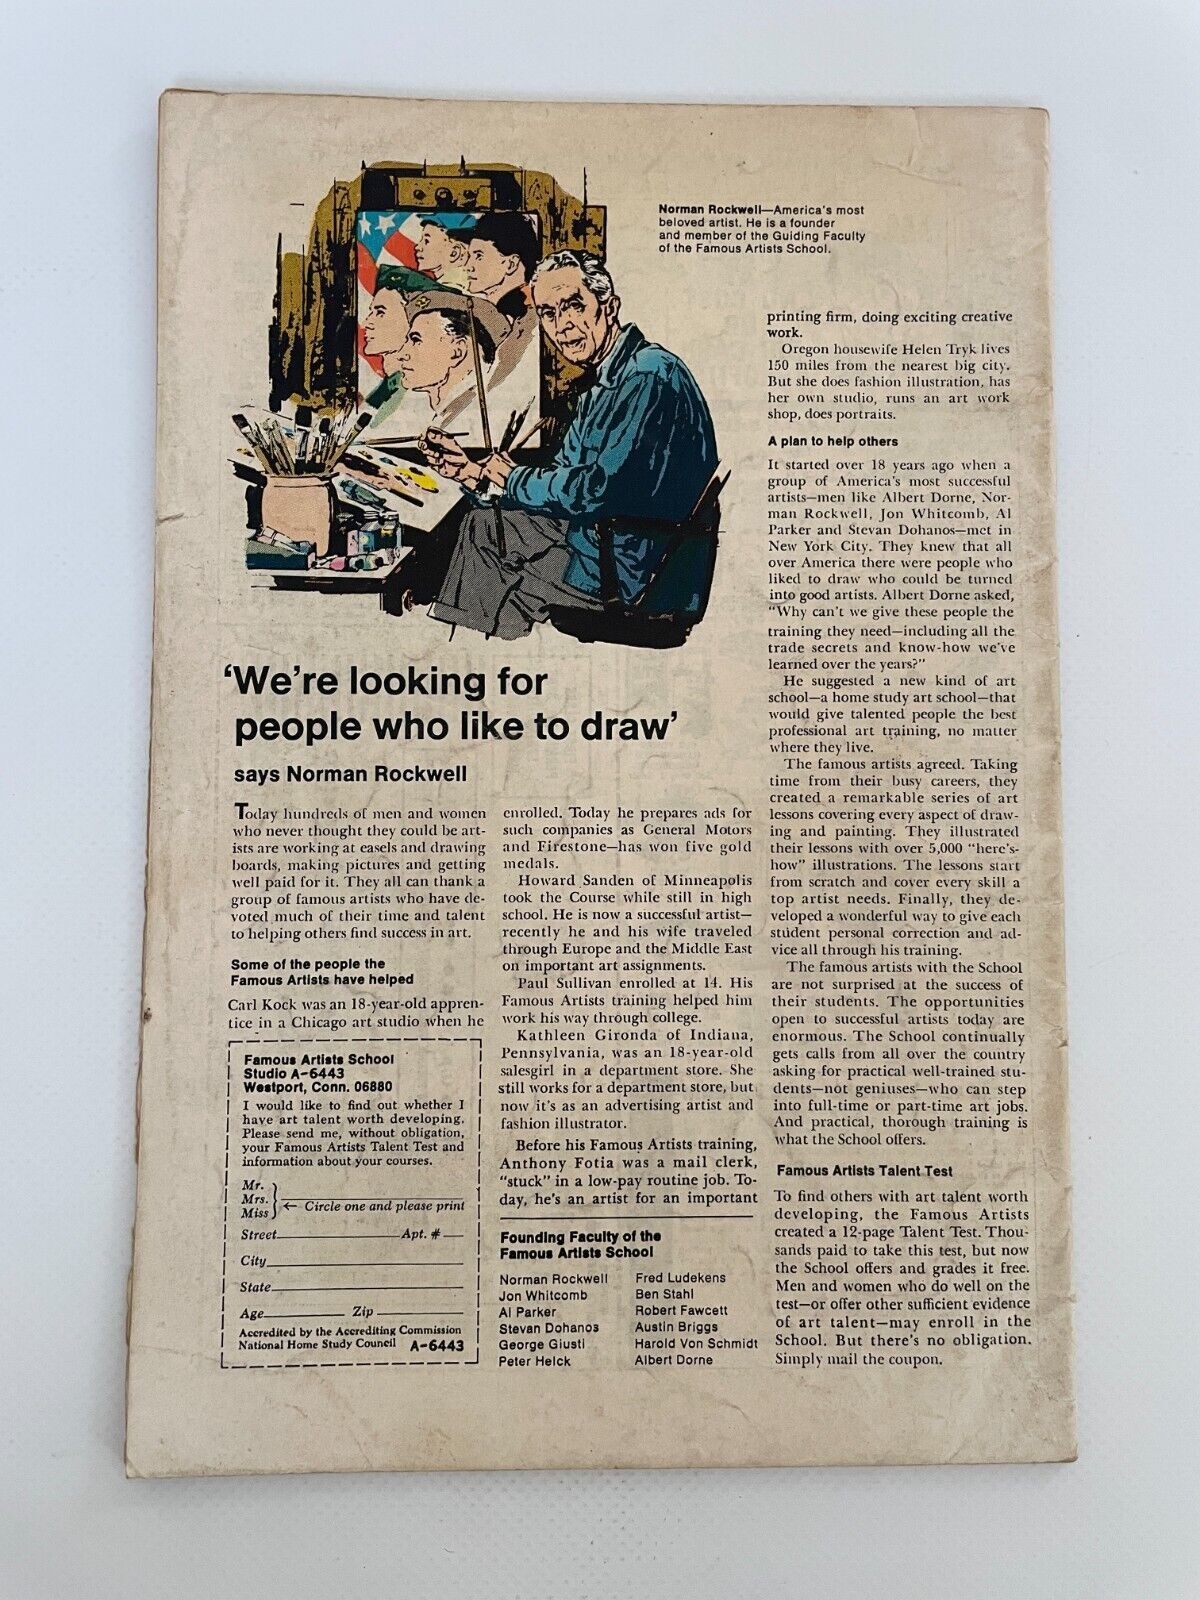 Norman Rockwell—America's most
beloved artist. He is a founder
and member of the Guiding Faculty
of the Famous Artists School.
'We're looking for
people who like to draw'
says Norman Rockwell
Today hundreds of men and women
who never thought they could be art-
ists are working at easels and drawing
boards, making pictures and getting
well paid for it. They all can thank a
group of famous artists who have de-
voted much of their time and talent
to helping others find success in art.
Some of the people the
Famous Artists have helped
Carl Kock was an 18-year-old appren-
tice in a Chicago art studio when he
enrolled. Today he prepares ads for
such companies as General Motors
and Firestone—has won five gold
medals.
Howard Sanden of Minneapolis
took the Course while still in high
school. He is now a successful artist—
recently he and his wife traveled
through Europe and the Middle East
on important art assignments.
Paul Sullivan enrolled at 14. His
Famous Artists training helped him
work his way through college.
Kathleen Gironda of Indiana,
Pennsylvania, was an 18-year-old
salesgirl in a department store. She
still works for a department store, but
now it's as an advertising artist and
fashion illustrator.
Before his Famous Artists training,
Anthony Fotia was a mail clerk,
"stuck" in a low-pay routine job. To-
day, he's an artist for an important
printing firm, doing exciting creative
work.
Oregon housewife Helen Tryk lives
150 miles from the nearest big city.
But she does fashion illustration, has
her own studio, runs an art work
shop, does portraits.
A plan to help others
It started over 18 years ago when a
group of America's most successful
artists—men like Albert Dorne, Nor-
man Rockwell, Jon Whitcomb, Al
Parker and Stevan Dohanos—met in
New York City. They knew that all
over America there were people who
liked to draw who could be turned
into good artists. Albert Dorne asked,
"Why can't we give these people the
training they need—including all the
trade secrets and know-how we've
learned over the years?"
He suggested a new kind of art
school—a home study art school—that
would give talented people the best
professional art training, no matter
where they live.
The famous artists agreed. Taking
time from their busy careers, they
created a remarkable series of art
lessons covering every aspect of draw-
ing and painting. They illustrated
their lessons with over 5,000 "here's-
how" illustrations. The lessons start
from scratch and cover every skill a
top artist needs. Finally, they de-
veloped a wonderful way to give each
student personal correction and ad-
vice all through his training.
The famous artists with the School
are not surprised at the success of
their students. The opportunities
open to successful artists today are
enormous. The School continually
gets calls from all over the country
asking for practical well-trained stu-
dents—not geniuses—who can step
into full-time or part-time art jobs.
And practical, thorough training is
what the School offers.
Famous Artists Talent Test
To find others with art talent worth
developing, the Famous Artists
created a 12-page Talent Test. Thou-
sands paid to take this test, but now
the School offers and grades it free.
Men and women who do well on the
test—or offer other sufficient evidence
of art talent—may enroll in the
School. But there's no obligation.
Simply mail the coupon.
Famous Artists School
Studio A-6443
Westport, Conn. 06880
I would like to find out whether I
have art talent worth developing.
Please send me, without obligation,
your Famous Artists Talent Test and
information about your courses.
Mr.
Mrs.
Miss
← Circle one and please print
Street Apt. #
City
State
Age Zip
Accredited by the Accrediting Commission
National Home Study Council A-6443
Founding Faculty of the
Famous Artists School
Norman Rockwell
Jon Whitcomb
Al Parker
Stevan Dohanos
George Giusti
Peter Helck
Fred Ludekens
Ben Stahl
Robert Fawcett
Austin Briggs
Harold Von Schmidt
Albert Dorne